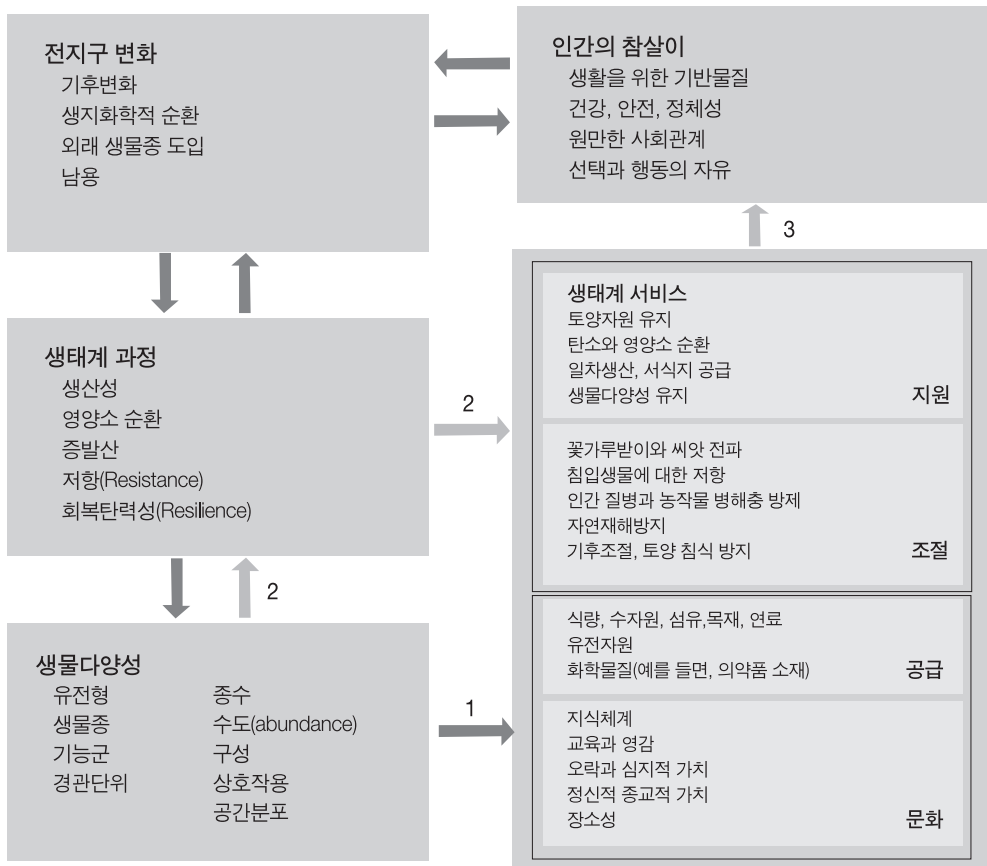 전지구 변화
기후변화
생지화학적 순환
외래 생물종 도입
남용
인간의 참살이
생활을 위한 기반물질
건강, 안전, 정체성
원만한 사회관계
선택과 행동의 자유
3
생태계 과정
생산성
영양소 순환
증발산
저항(Resistance)
회복탄력성(Resilience)
2
2
생물다양성
유전형
생물종
기능군
경관단위
종수
수도(abundance)
구성
상호작용
공간분포
1
생태계 서비스
토양자원 유지
탄소와 영양소 순환
일차생산, 서식지 공급
생물다양성 유지
지원
꽃가루받이와 씨앗 전파
침입생물에 대한 저항
인간 질병과 농작물 병해충 방제
자연재해방지
기후조절, 토양 침식 방지
조절
식량, 수자원, 섬유,목재, 연료
유전자원
화학물질(예를 들면, 의약품 소재)
공급
지식체계
교육과 영감
오락과 심지적 가치
정신적 종교적 가치
장소성
문화